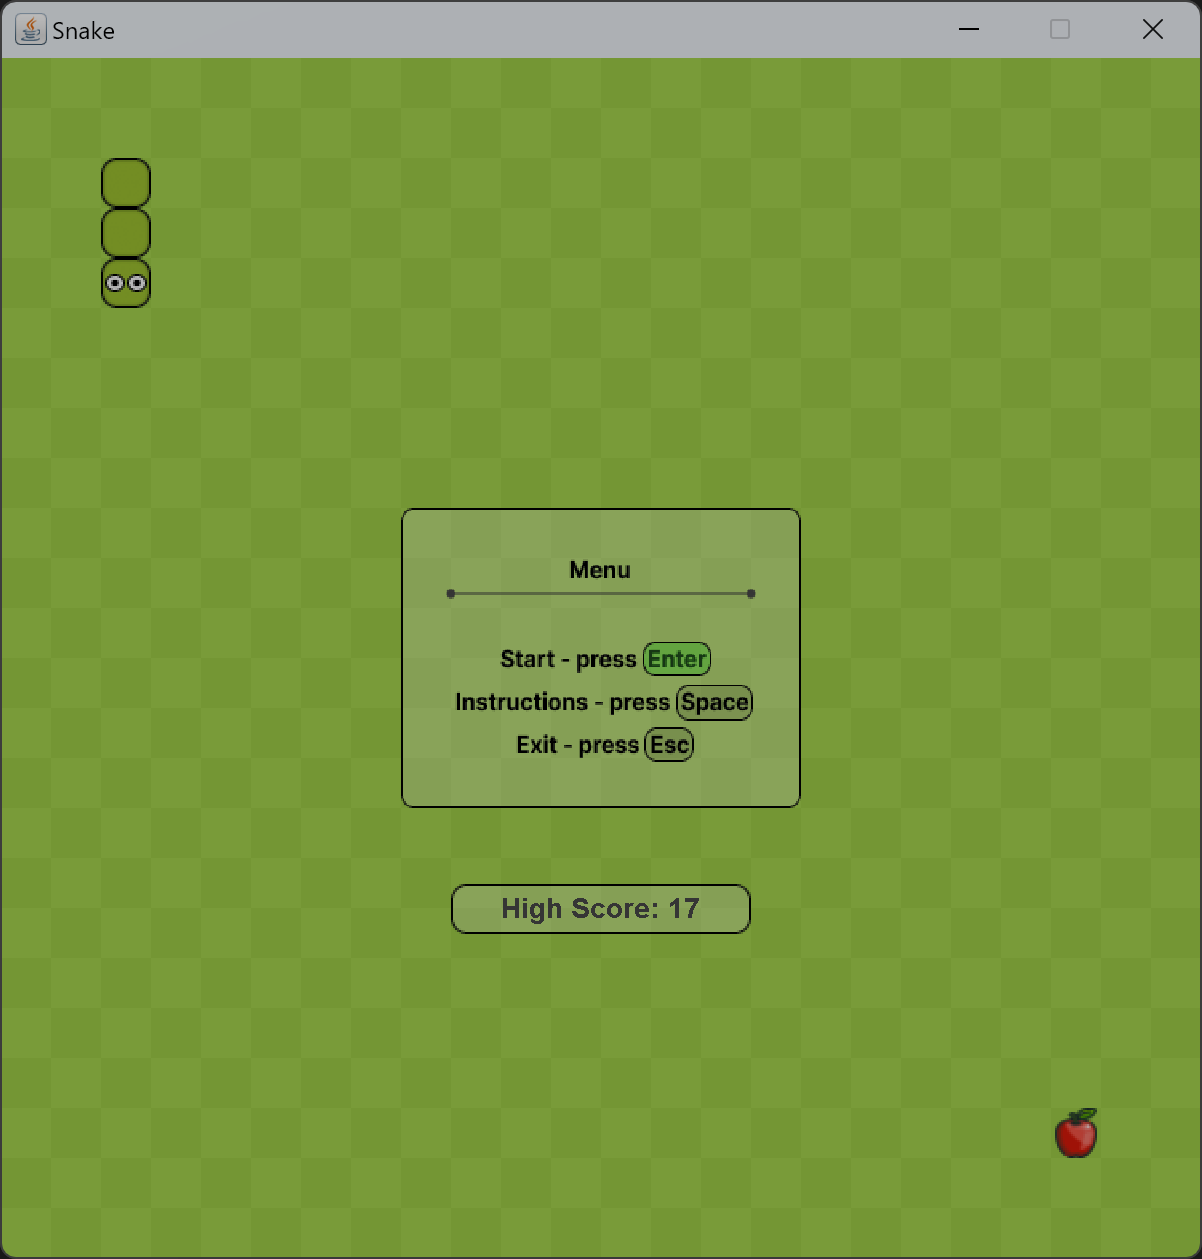 Snake
Menu
Start - press Enter
Instructions - press Space
Exit - press Esc
High Score: 17